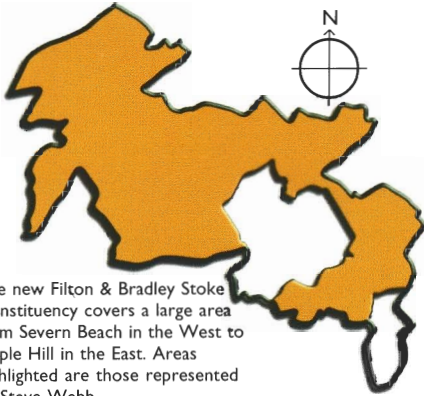 N
e new Filton & Bradley Stoke
nstituency covers a large area
m Severn Beach in the West to
ple Hill in the East. Areas
hlighted are those represented
Steve Webb